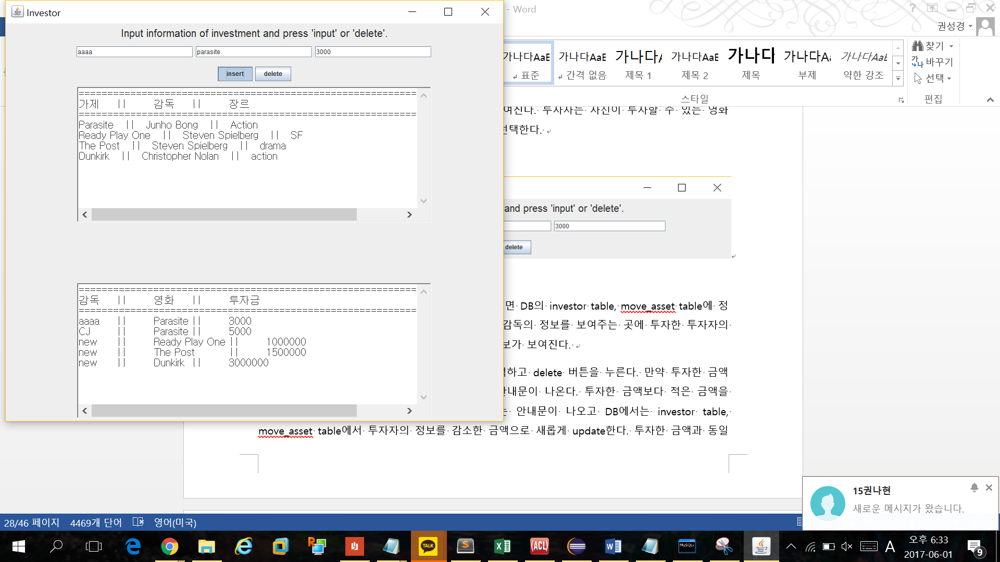 Investor
Input information of investment and press 'input' or 'delete'.
aaaa parasite 3000
insert delete
가제 || 감독 || 장르
Parasite || Junho Bong || Action
Ready Play One || Steven Spielberg || SF
The Post || Steven Spielberg || drama
Dunkirk || Christopher Nolan || action
감독 || 영화 || 투자금
aaaa || Parasite || 3000
CJ || Parasite || 5000
new || Ready Play One || 1000000
new || The Post || 1500000
new || Dunkirk || 3000000
- Word
권성경
가나다AaE 가나다AaE 가나다A 가나다AaE 가나다 가나다Aa 가나다AaE
표준 간격 없음 제목 1 제목 2 제목 부제 약한 강조
스타일
찾기
바꾸기
선택
편집
여진다. 투자자는 자신이 투자할 수 있는 영화
선택한다.
and press 'input' or 'delete'.
3000
delete
면 DB의 investor table, move_asset table에 정
감독의 정보를 보여주는 곳에 투자한 투자자의
보가 보여진다.
하고 delete 버튼을 누른다. 만약 투자한 금액
안내문이 나온다. 투자한 금액보다 적은 금액을
는 안내문이 나오고 DB에서는 investor table,
move_asset table에서 투자자의 정보를 감소한 금액으로 새롭게 update한다. 투자한 금액과 동일
15권나현
새로운 메시지가 왔습니다.
28/46 페이지 4469개 단어 영어(미국)
TALK
S
(ACL)
MySQL
A
오후 6:33
2017-06-01
9